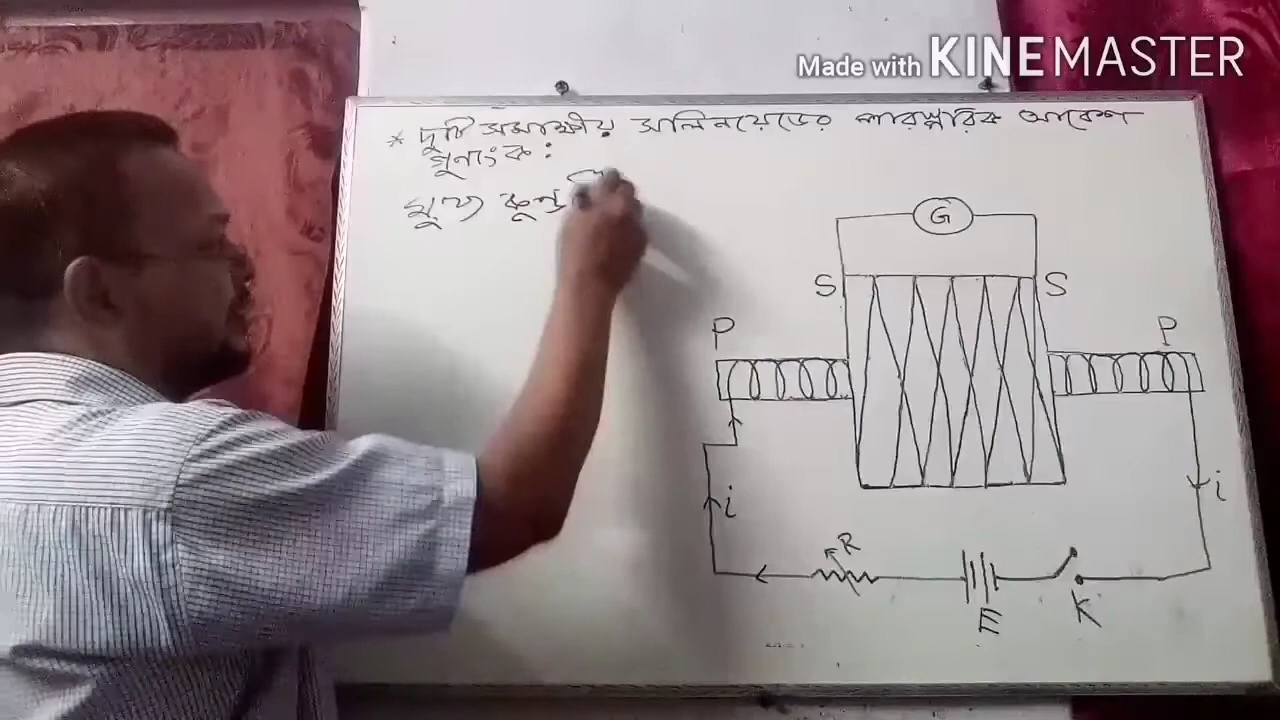 Made with KINEMASTER
* দুটি সমাক্ষীয় সলিনয়েডের পারস্পরিক আবেশ
গুণাংক :
মুখ্য
G
S S
P P
i i
R
E
K